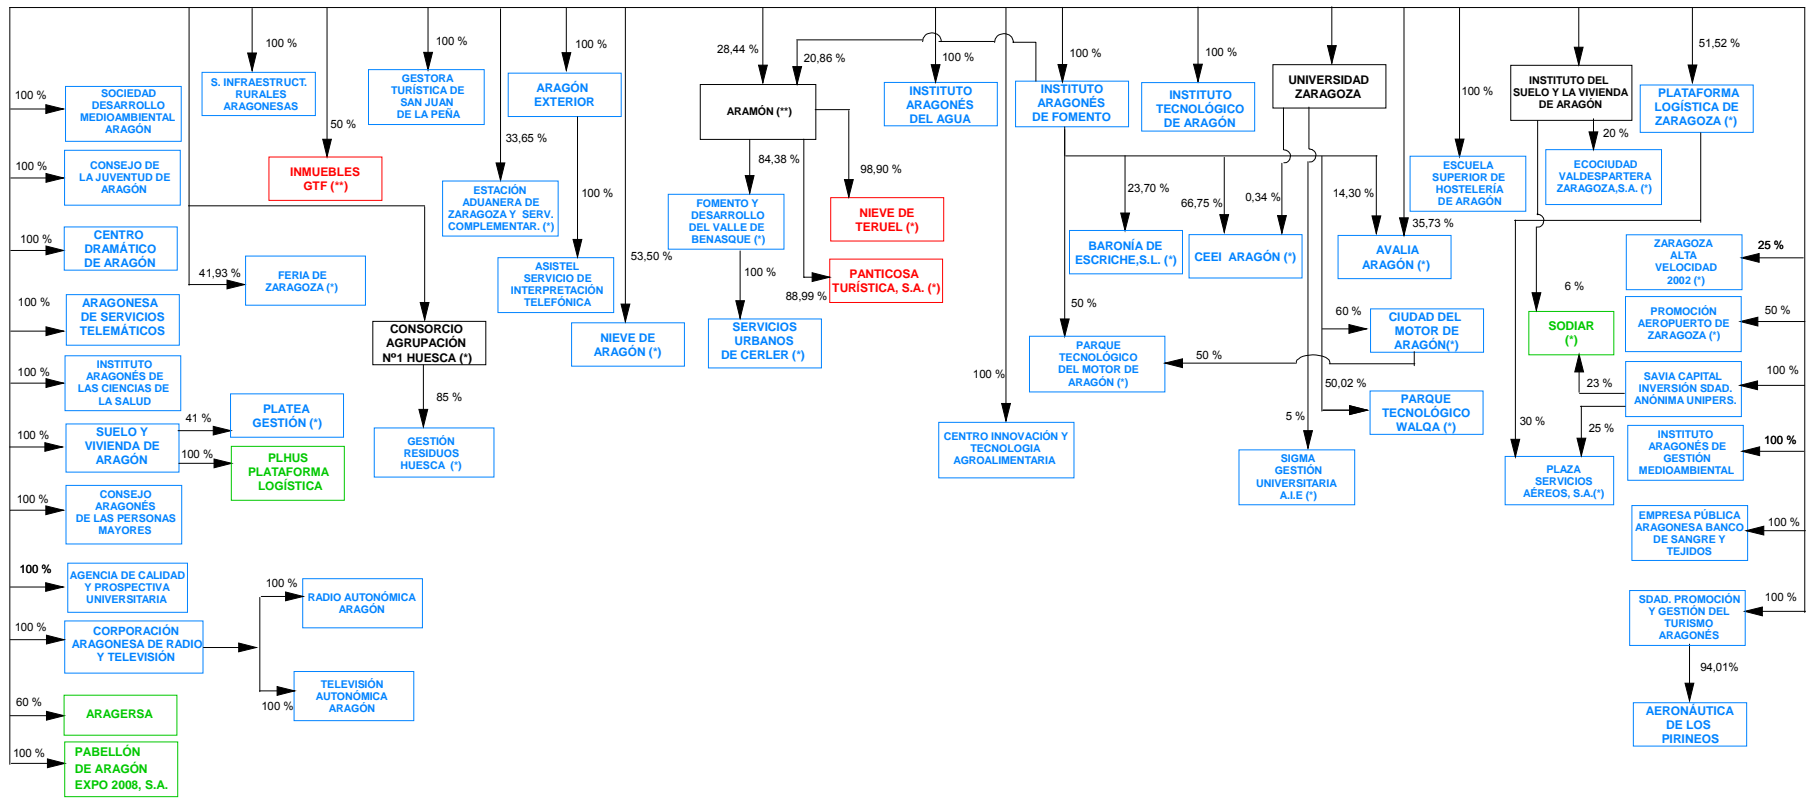 100 %
100 %
100 %
28,44 %
20,86 %
100 %
100 %
100 %
51,52 %
S. INFRAESTRUCT.
RURALES
ARAGONESAS
GESTORA
TURÍSTICA DE
SAN JUAN
DE LA PEÑA
ARAGÓN
EXTERIOR
ARAMÓN (**)
INSTITUTO
ARAGONÉS
DEL AGUA
INSTITUTO
ARAGONÉS
DE FOMENTO
INSTITUTO
TECNOLÓGICO
DE ARAGÓN
UNIVERSIDAD
ZARAGOZA
100 %
INSTITUTO DEL
SUELO Y LA VIVIENDA
DE ARAGÓN
PLATAFORMA
LOGÍSTICA DE
ZARAGOZA (*)
100 %
SOCIEDAD
DESARROLLO
MEDIOAMBIENTAL
ARAGÓN
50 %
33,65 %
20 %
100 %
CONSEJO DE
LA JUVENTUD DE
ARAGÓN
INMUEBLES
GTF (**)
84,38 %
98,90 %
100 %
ESTACIÓN
ADUANERA DE
ZARAGOZA Y SERV.
COMPLEMENTAR. (*)
FOMENTO Y
DESARROLLO
DEL VALLE DE
BENASQUE (*)
NIEVE DE
TERUEL (*)
23,70 %
66,75 %
0,34 %
14,30 %
35,73 %
ESCUELA
SUPERIOR DE
HOSTELERÍA
DE ARAGÓN
ECOCIUDAD
VALDESPARTERA
ZARAGOZA,S.A. (*)
100 %
CENTRO
DRAMÁTICO
DE ARAGÓN
BARONÍA DE
ESCRICHE,S.L. (*)
CEEI ARAGÓN (*)
AVALIA
ARAGÓN (*)
ZARAGOZA
ALTA
VELOCIDAD
2002 (*)
25 %
41,93 %
FERIA DE
ZARAGOZA (*)
ASISTEL
SERVICIO DE
INTERPRETACIÓN
TELEFÓNICA
53,50 %
100 %
88,99 %
PANTICOSA
TURÍSTICA, S.A. (*)
6 %
100 %
ARAGONESA
DE SERVICIOS
TELEMÁTICOS
CONSORCIO
AGRUPACIÓN
Nº1 HUESCA (*)
NIEVE DE
ARAGÓN (*)
SERVICIOS
URBANOS
DE CERLER (*)
50 %
60 %
CIUDAD DEL
MOTOR DE
ARAGÓN(*)
SODIAR
(*)
PROMOCIÓN
AEROPUERTO DE
ZARAGOZA (*)
50 %
100 %
INSTITUTO
ARAGONÉS DE
LAS CIENCIAS DE
LA SALUD
85 %
100 %
PARQUE
TECNOLÓGICO
DEL MOTOR DE
ARAGÓN (*)
50 %
50,02 %
PARQUE
TECNOLÓGICO
WALQA (*)
23 %
SAVIA CAPITAL
INVERSIÓN SDAD.
ANÓNIMA UNIPERS.
100 %
100 %
SUELO Y
VIVIENDA DE
ARAGÓN
41 %
PLATEA
GESTIÓN (*)
100 %
PLHUS
PLATAFORMA
LOGÍSTICA
GESTIÓN
RESIDUOS
HUESCA (*)
CENTRO INNOVACIÓN Y
TECNOLOGIA
AGROALIMENTARIA
5 %
SIGMA
GESTIÓN
UNIVERSITARIA
A.I.E (*)
30 %
25 %
PLAZA
SERVICIOS
AÉREOS, S.A.(*)
INSTITUTO
ARAGONÉS DE
GESTIÓN
MEDIOAMBIENTAL
100 %
100 %
CONSEJO
ARAGONÉS
DE LAS PERSONAS
MAYORES
EMPRESA PÚBLICA
ARAGONESA BANCO
DE SANGRE Y
TEJIDOS
100 %
100 %
AGENCIA DE CALIDAD
Y PROSPECTIVA
UNIVERSITARIA
100 %
RADIO AUTONÓMICA
ARAGÓN
SDAD. PROMOCIÓN
Y GESTIÓN DEL
TURISMO
ARAGONÉS
100 %
100 %
CORPORACIÓN
ARAGONESA DE RADIO
Y TELEVISIÓN
100 %
TELEVISIÓN
AUTONÓMICA
ARAGÓN
94,01%
60 %
ARAGERSA
AERONÁUTICA
DE LOS
PIRINEOS
100 %
PABELLÓN
DE ARAGÓN
EXPO 2008, S.A.